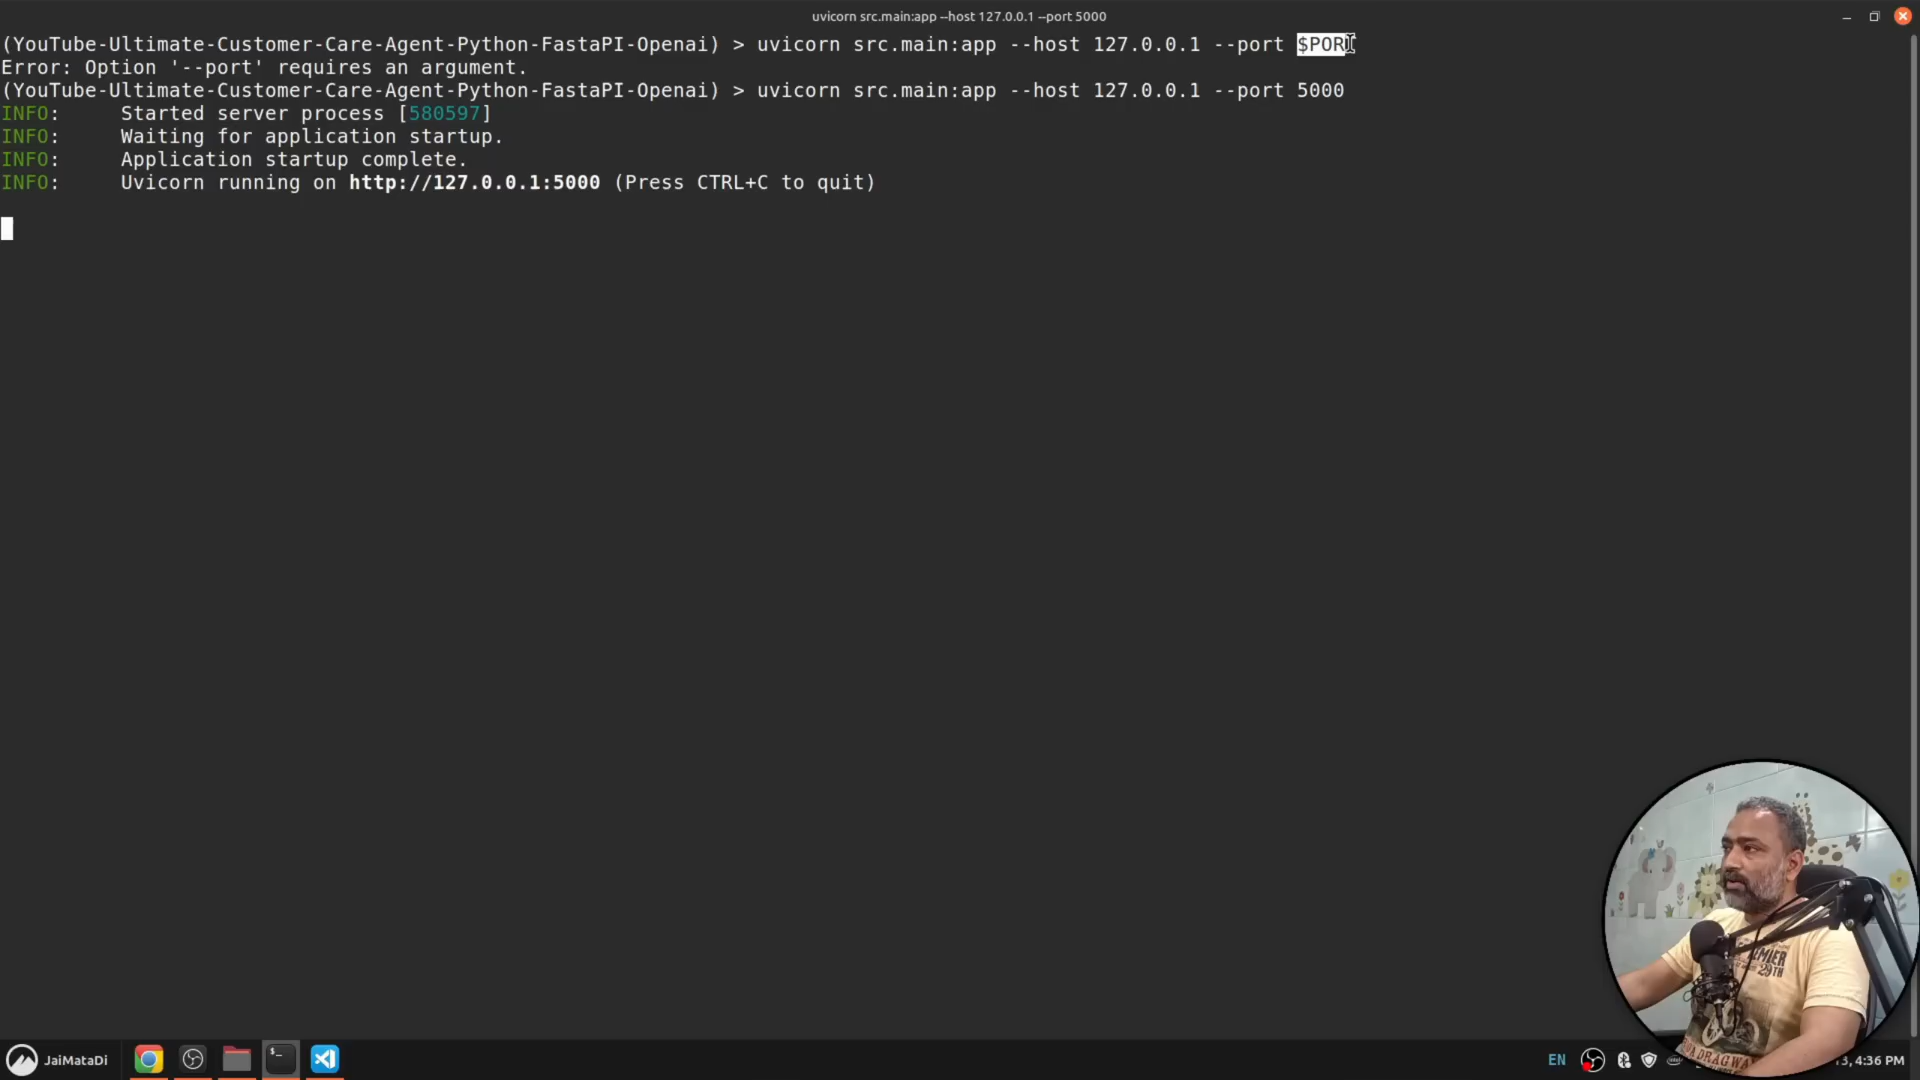 uvicorn src.main:app --host 127.0.0.1 --port 5000
(YouTube-Ultimate-Customer-Care-Agent-Python-FastaPI-Openai) > uvicorn src.main:app --host 127.0.0.1 --port $PORT
Error: Option '--port' requires an argument.
(YouTube-Ultimate-Customer-Care-Agent-Python-FastaPI-Openai) > uvicorn src.main:app --host 127.0.0.1 --port 5000
INFO:     Started server process [580597]
INFO:     Waiting for application startup.
INFO:     Application startup complete.
INFO:     Uvicorn running on http://127.0.0.1:5000 (Press CTRL+C to quit)
PREMIER
29TH
DRAGWA
JaiMataDi
EN
3, 4:36 PM